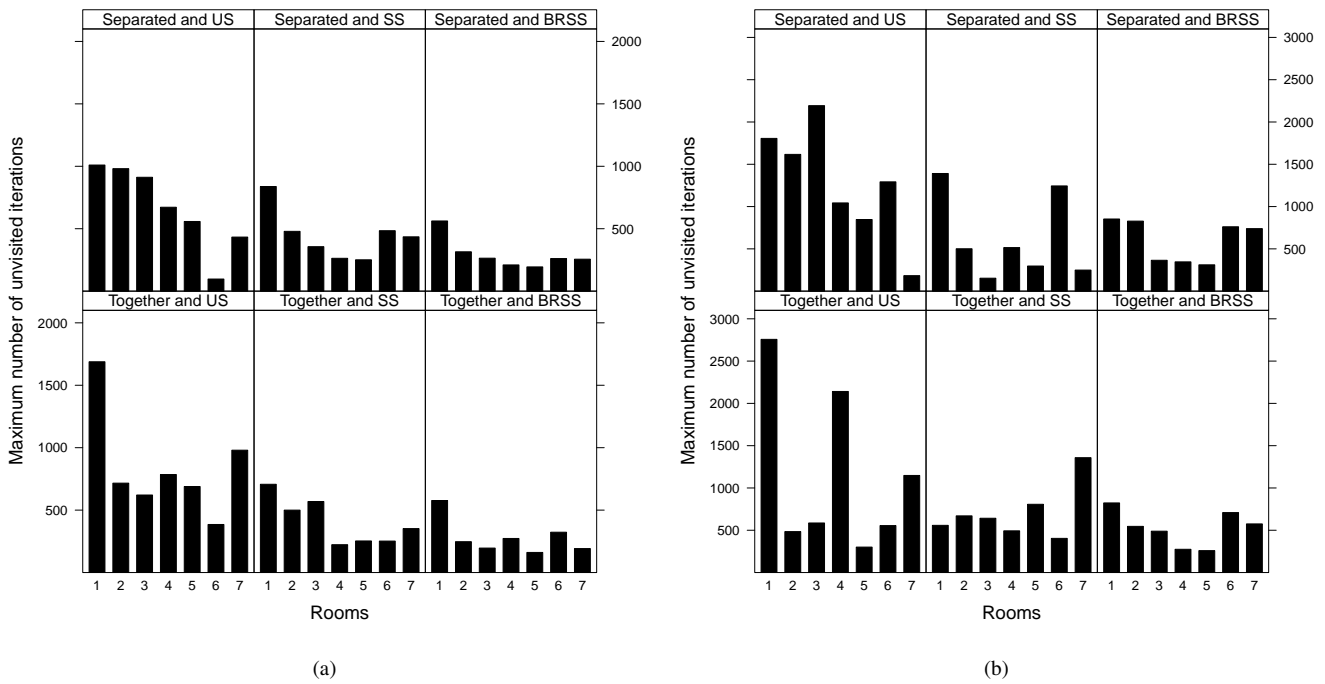 Separated and US Separated and SS Separated and BRSS
2000
1500
1000
500
Together and US Together and SS Together and BRSS
2000
1500
1000
500
Maximum number of unvisited iterations
1 2 3 4 5 6 7 1 2 3 4 5 6 7 1 2 3 4 5 6 7
Rooms
(a)
Separated and US Separated and SS Separated and BRSS
3000
2500
2000
1500
1000
500
Together and US Together and SS Together and BRSS
3000
2500
2000
1500
1000
500
Maximum number of unvisited iterations
1 2 3 4 5 6 7 1 2 3 4 5 6 7 1 2 3 4 5 6 7
Rooms
(b)